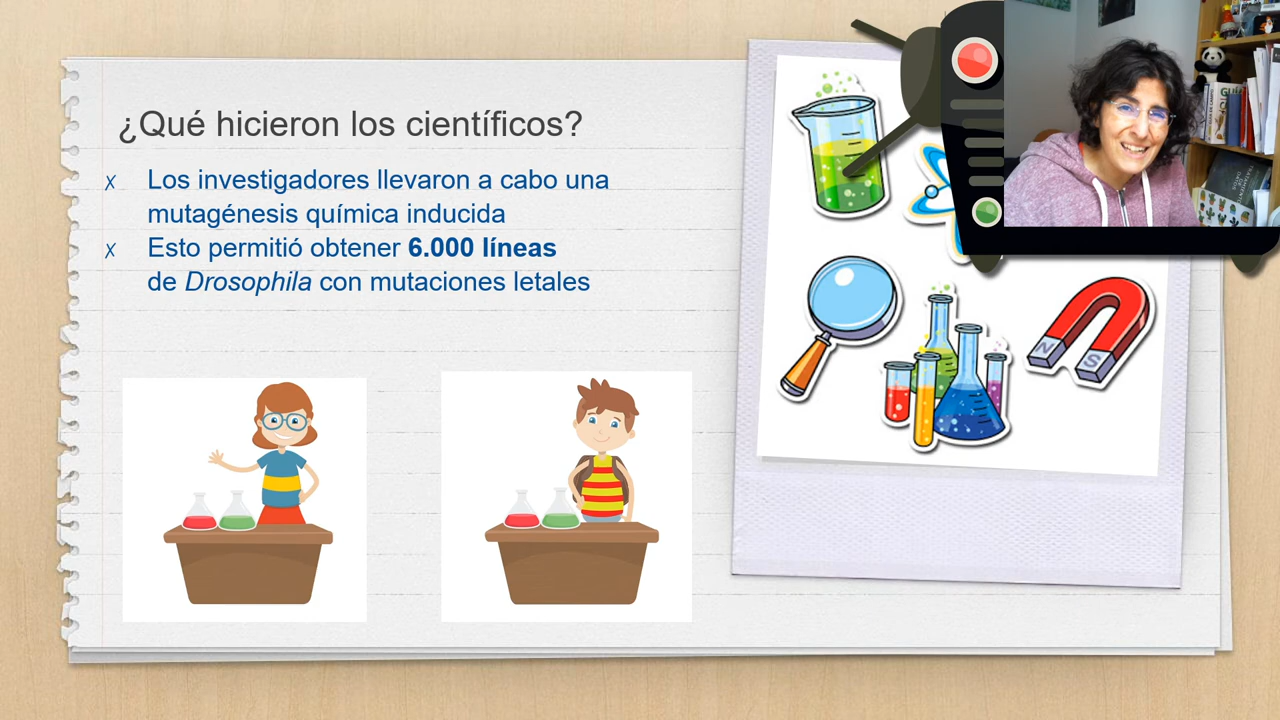 ¿Qué hicieron los científicos?
Los investigadores llevaron a cabo una
mutagénesis química inducida
Esto permitió obtener 6.000 líneas
de Drosophila con mutaciones letales
N
S